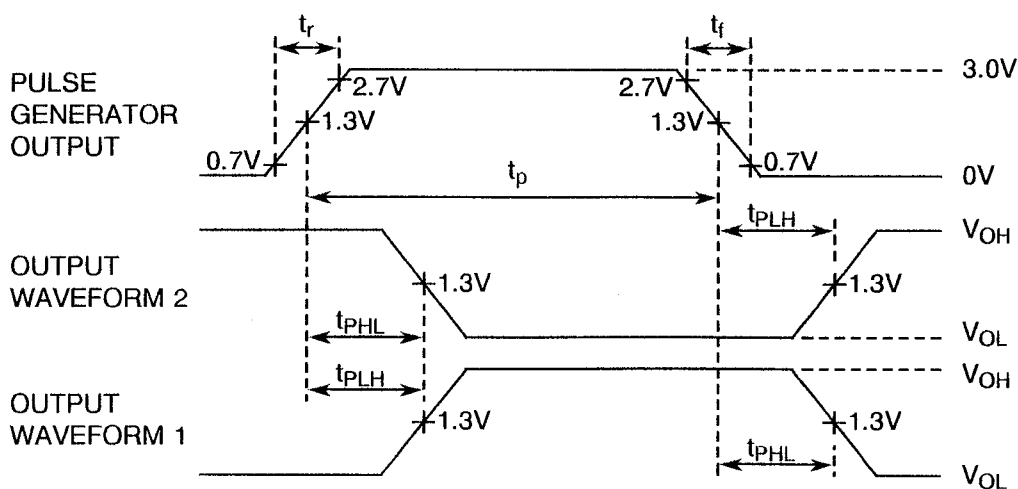 tr
tf
PULSE
GENERATOR
OUTPUT
2.7V
2.7V
3.0V
1.3V
1.3V
0.7V
0.7V
tp
0V
tPLH
VOH
OUTPUT
WAVEFORM 2
1.3V
1.3V
tPHL
VOL
tPLH
VOH
OUTPUT
WAVEFORM 1
1.3V
1.3V
tPHL
VOL